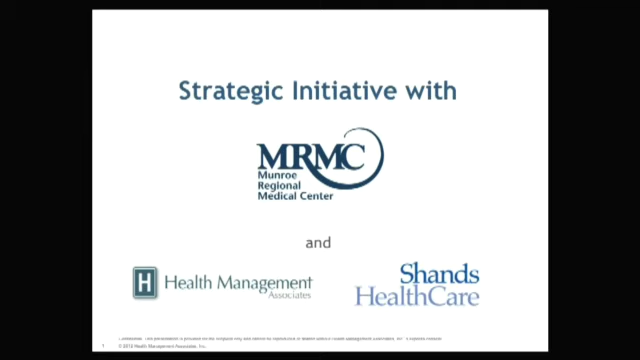 Strategic Initiative with
MRMC
Munroe
Regional
Medical Center
and
H
Health Management
Associates
Shands
HealthCare
1
© 2012 Health Management Associates, Inc.